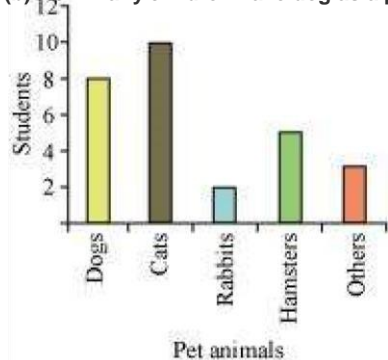 12
10
8
6
4
2
Students
Dogs
Cats
Rabbits
Hamsters
Others
Pet animals